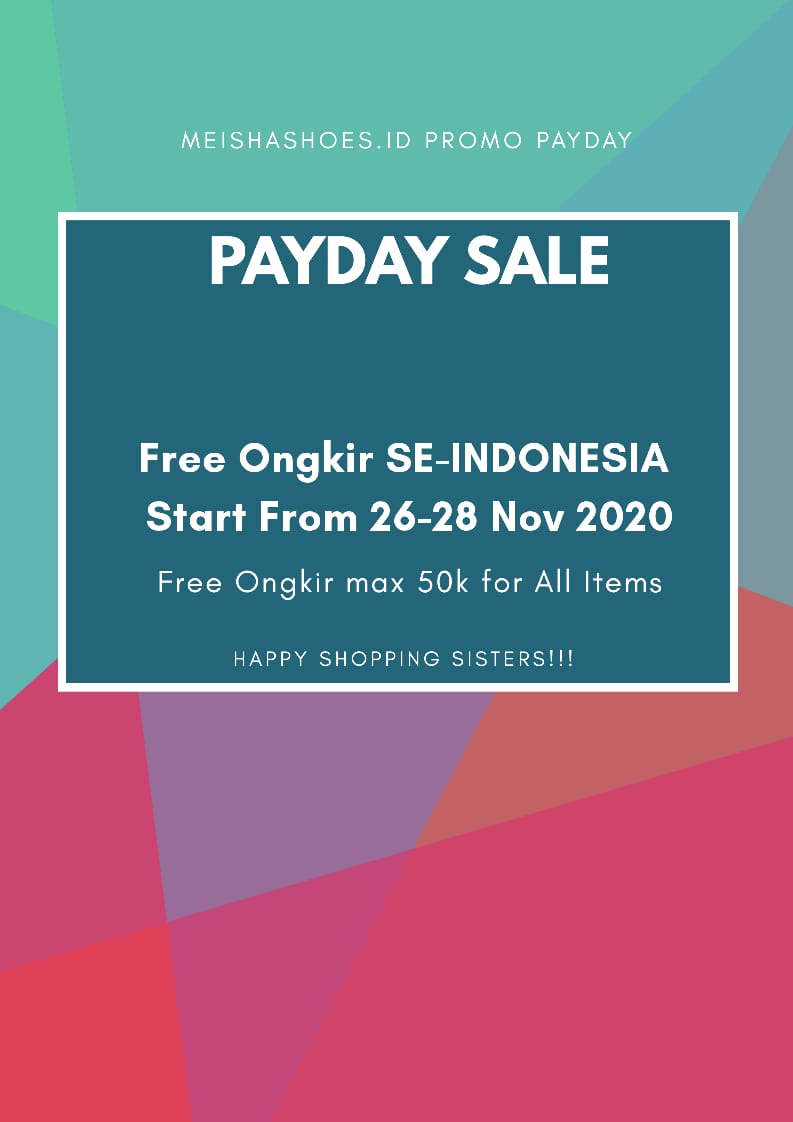 MEISHASHOES.ID PROMO PAYDAY
PAYDAY SALE
Free Ongkir SE-INDONESIA
Start From 26-28 Nov 2020
Free Ongkir max 50k for All Items
HAPPY SHOPPING SISTERS!!!